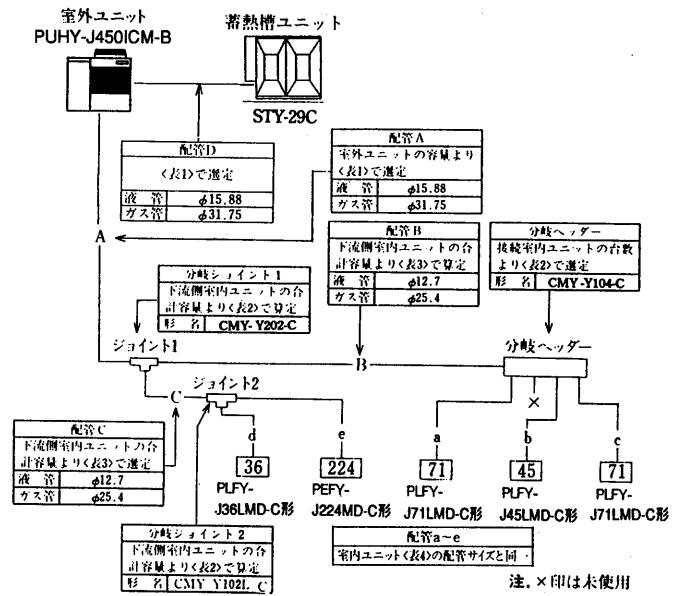 室外ユニット
PUHY-J450ICM-B
蓄熱槽ユニット
STY-29C
配管D
〈表1〉で選定
液 管 φ15.88
ガス管 φ31.75
配管A
室外ユニットの容量より
〈表1〉で選定
液 管 φ15.88
ガス管 φ31.75
A
配管B
下流側室内ユニットの合
計容量より〈表3〉で算定
液 管 φ12.7
ガス管 φ25.4
分岐ヘッダー
接続室内ユニットの台数
より〈表2〉で選定
形 名 CMY-Y104-C
分岐ジョイント1
下流側室内ユニットの合
計容量より〈表2〉で算定
形 名 CMY-Y202-C
ジョイント1
B
分岐ヘッダー
C
ジョイント2
×
d
e
a
b
c
配管C
下流側室内ユニットの合
計容量より〈表3〉で選定
液 管 φ12.7
ガス管 φ25.4
36
224
71
45
71
PLFY-
J36LMD-C形
PEFY-
J224MD-C形
PLFY-
J71LMD-C形
PLFY-
J45LMD-C形
PLFY-
J71LMD-C形
分岐ジョイント2
下流側室内ユニットの合
計容量より〈表2〉で算定
形 名 CMY Y102L C
配管a~e
室内ユニット〈表4〉の配管サイズと同一
注.×印は未使用